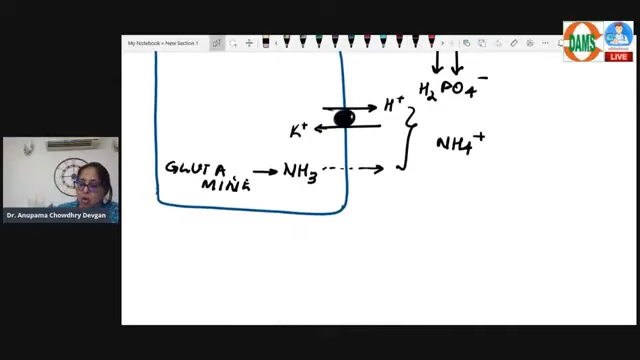 My Notebook » New Section 1
DAMS
LIVE
H2PO4-
H+
K+
NH4+
GLUTA
MINE
NH3
Dr. Anupama Chowdhry Devgan